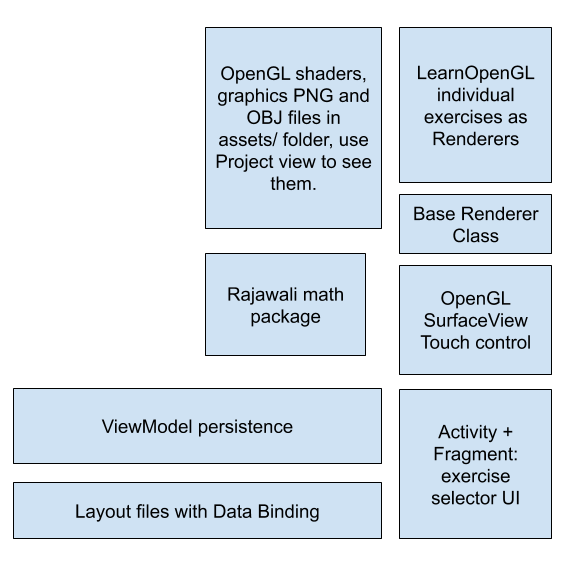 OpenGL shaders,
graphics PNG and
OBJ files in
assets/ folder, use
Project view to see
them.
LearnOpenGL
individual
exercises as
Renderers
Base Renderer
Class
Rajawali math
package
OpenGL
SurfaceView
Touch control
ViewModel persistence
Activity +
Fragment:
exercise
selector UI
Layout files with Data Binding